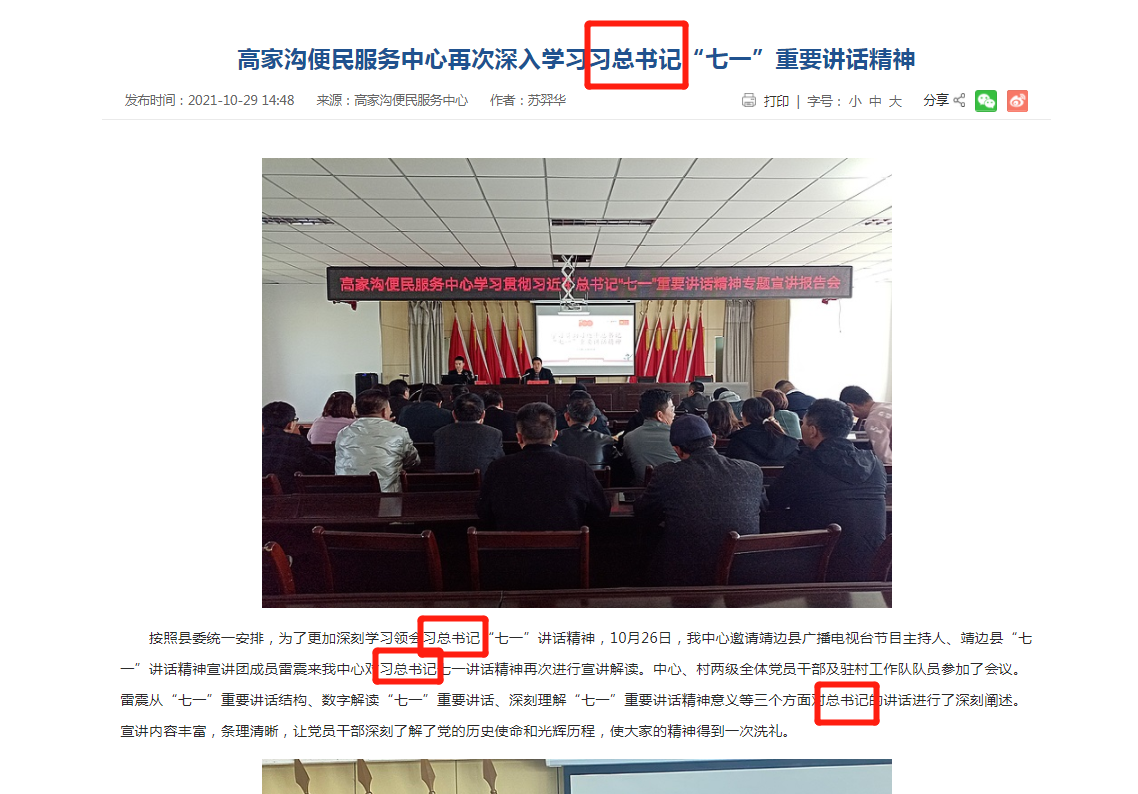 高家沟便民服务中心再次深入学习习总书记“七一”重要讲话精神
发布时间：2021-10-29 14:48 来源：高家沟便民服务中心 作者：苏羿华 打印 | 字号： 小 中 大 分享
高家沟便民服务中心学习贯彻习近 总书记"七一"重要讲话精神专题宣讲报告会
按照县委统一安排，为了更加深刻学习领会习总书记“七一”讲话精神，10月26日，我中心邀请靖边县广播电视台节目主持人、靖边县“七
一”讲话精神宣讲团成员雷震来我中心对习总书记七一讲话精神再次进行宣讲解读。中心、村两级全体党员干部及驻村工作队队员参加了会议。
雷震从“七一”重要讲话结构、数字解读“七一”重要讲话、深刻理解“七一”重要讲话精神意义等三个方面对总书记的讲话进行了深刻阐述。
宣讲内容丰富，条理清晰，让党员干部深刻了解了党的历史使命和光辉历程，使大家的精神得到一次洗礼。